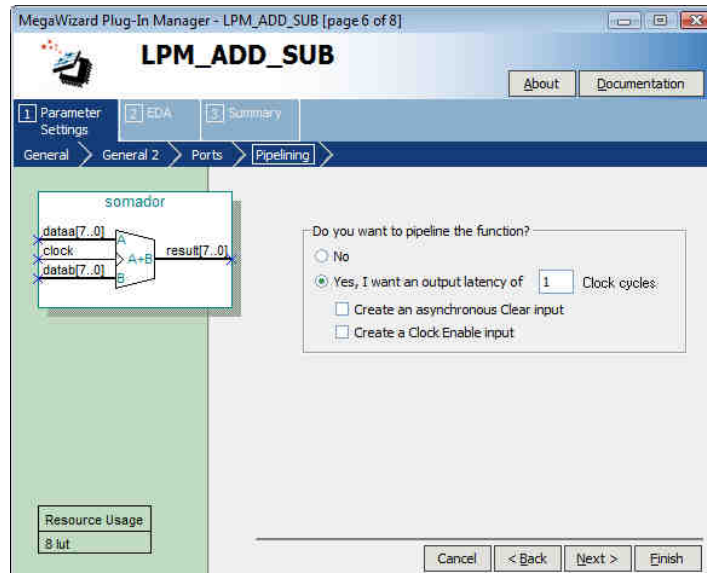 MegaWizard Plug-In Manager - LPM_ADD_SUB [page 6 of 8]
LPM_ADD_SUB
About
Documentation
1 Parameter Settings
2 EDA
3 Summary
General
General 2
Ports
Pipelining
somador
dataa[7..0]
A
clock
result[7..0]
A+B
datab[7..0]
B
Do you want to pipeline the function?
No
Yes, I want an output latency of 1 Clock cycles
Create an asynchronous Clear input
Create a Clock Enable input
Resource Usage
8 lut
Cancel
< Back
Next >
Finish